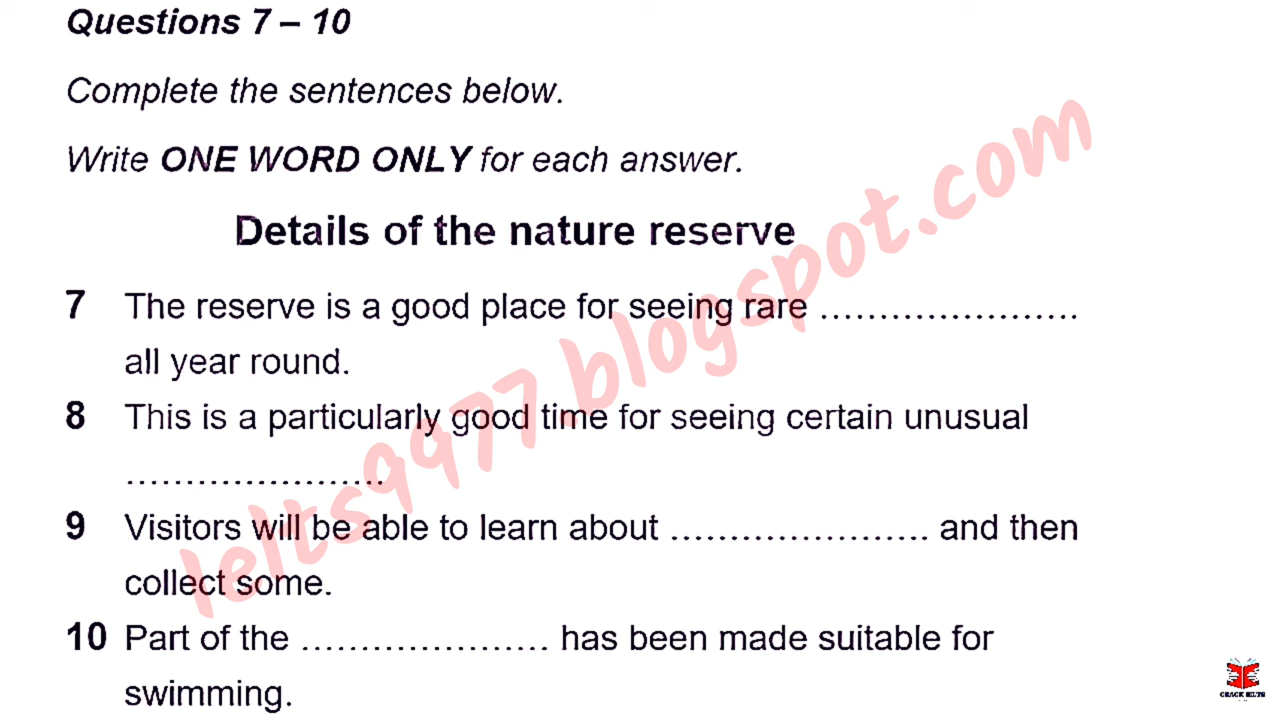 Questions 7 – 10
Complete the sentences below.
Write ONE WORD ONLY for each answer.
Details of the nature reserve
7 The reserve is a good place for seeing rare ........................
all year round.
8 This is a particularly good time for seeing certain unusual
........................
9 Visitors will be able to learn about ........................ and then
collect some.
10 Part of the ........................ has been made suitable for
swimming.
Ielts9977.blogspot.com
CRACK IELTS